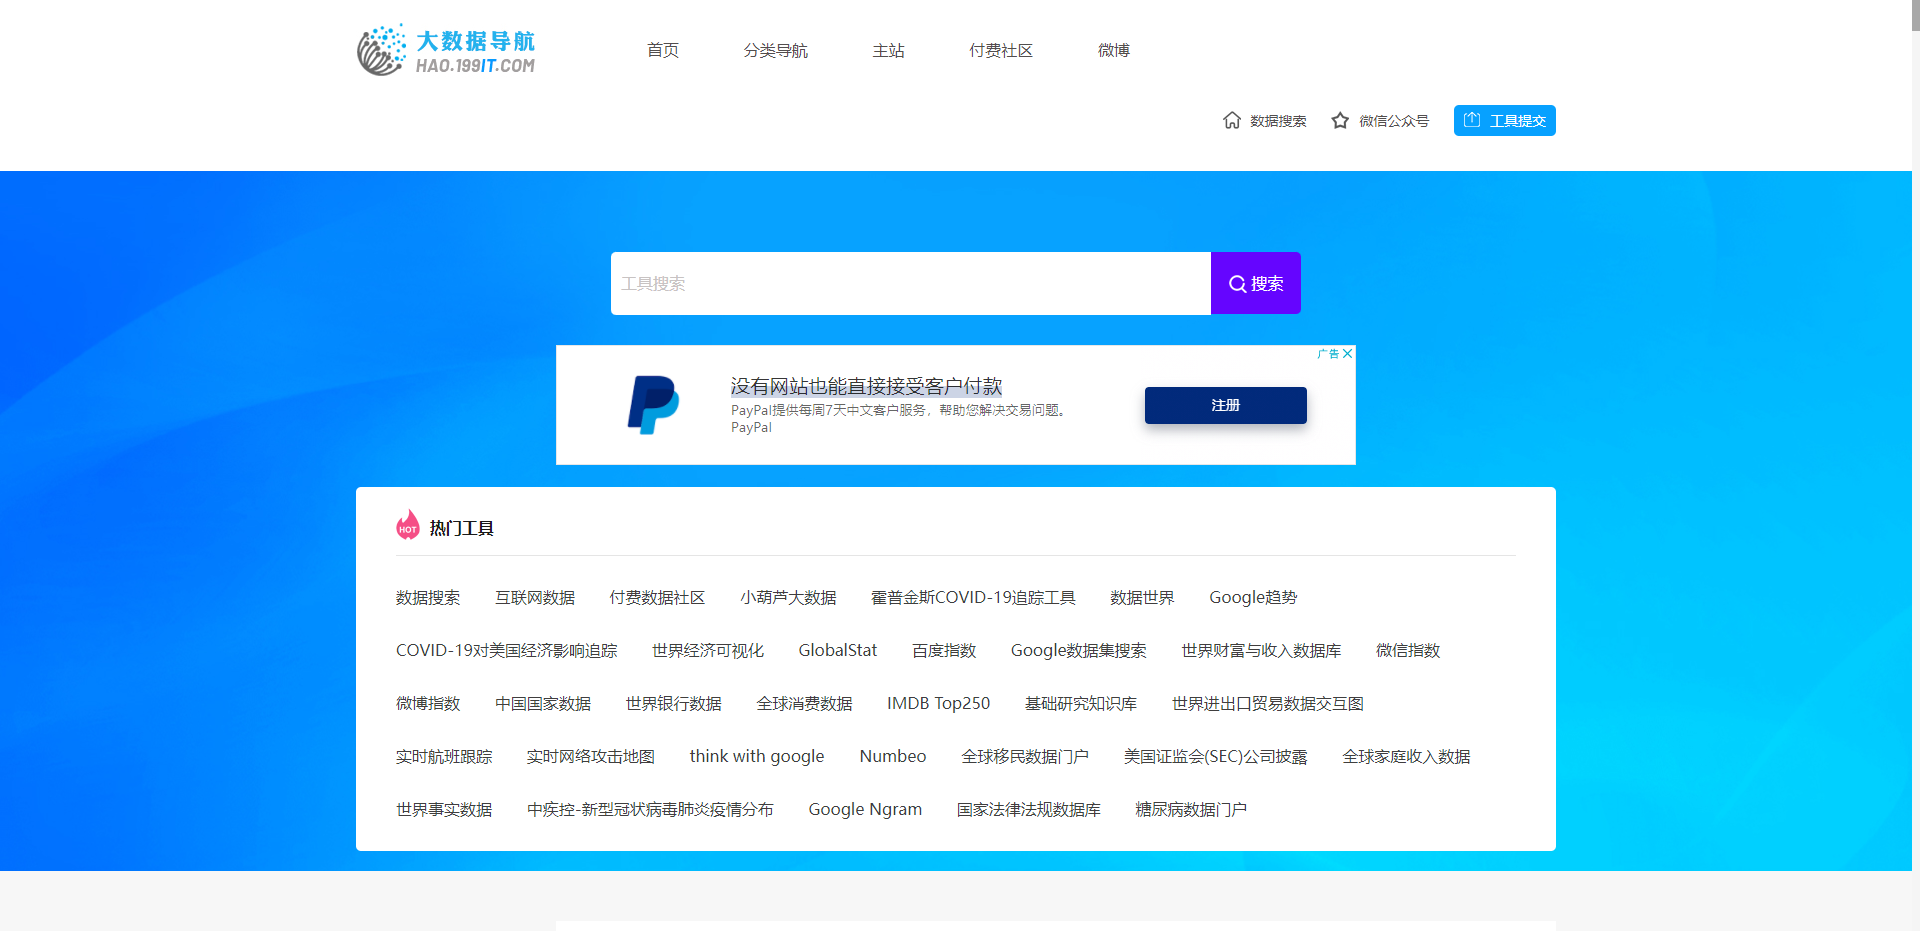 大数据导航
HAO.199IT.COM
首页 分类导航 主站 付费社区 微博
数据搜索 微信公众号 工具提交
工具搜索 搜索
广告
没有网站也能直接接受客户付款
PayPal提供每周7天中文客户服务，帮助您解决交易问题。
PayPal
注册
HOT 热门工具
数据搜索 互联网数据 付费数据社区 小葫芦大数据 霍普金斯COVID-19追踪工具 数据世界 Google趋势
COVID-19对美国经济影响追踪 世界经济可视化 GlobalStat 百度指数 Google数据集搜索 世界财富与收入数据库 微信指数
微博指数 中国国家数据 世界银行数据 全球消费数据 IMDB Top250 基础研究知识库 世界进出口贸易数据交互图
实时航班跟踪 实时网络攻击地图 think with google Numbeo 全球移民数据门户 美国证监会(SEC)公司披露 全球家庭收入数据
世界事实数据 中疾控-新型冠状病毒肺炎疫情分布 Google Ngram 国家法律法规数据库 糖尿病数据门户